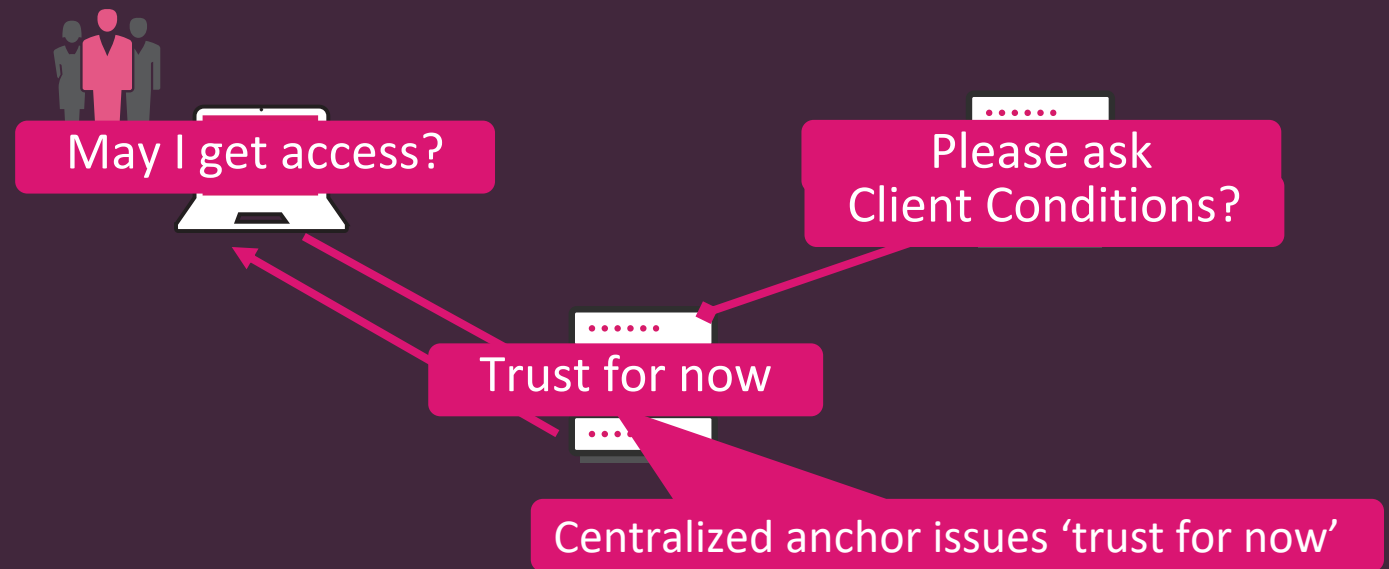 May I get access?
Please ask
Client Conditions?
Trust for now
Centralized anchor issues ‘trust for now’